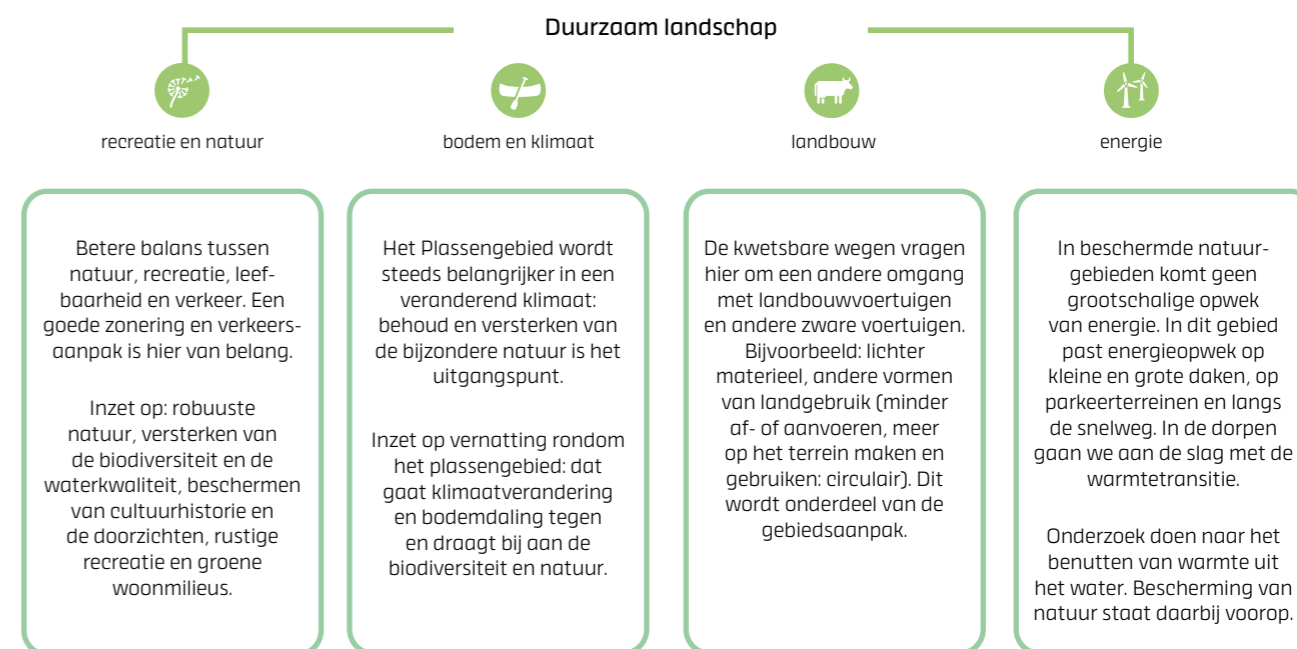 Duurzaam landschap
recreatie en natuur
bodem en klimaat
landbouw
energie
Betere balans tussen
natuur, recreatie, leef-
baarheid en verkeer. Een
goede zonering en verkeers-
aanpak is hier van belang.
Inzet op: robuuste
natuur, versterken van
de biodiversiteit en de
waterkwaliteit, beschermen
van cultuurhistorie en
de doorzichten, rustige
recreatie en groene
woonmilieus.
Het Plassengebied wordt
steeds belangrijker in een
veranderend klimaat:
behoud en versterken van
de bijzondere natuur is het
uitgangspunt.
Inzet op vernatting rondom
het plassengebied: dat
gaat klimaatverandering
en bodemdaling tegen
en draagt bij aan de
biodiversiteit en natuur.
De kwetsbare wegen vragen
hier om een andere omgang
met landbouwvoertuigen
en andere zware voertuigen.
Bijvoorbeeld: lichter
materieel, andere vormen
van landgebruik (minder
af- of aanvoeren, meer
op het terrein maken en
gebruiken: circulair). Dit
wordt onderdeel van de
gebiedsaanpak.
In beschermde natuur-
gebieden komt geen
grootschalige opwek
van energie. In dit gebied
past energieopwek op
kleine en grote daken, op
parkeerterreinen en langs
de snelweg. In de dorpen
gaan we aan de slag met de
warmtetransitie.
Onderzoek doen naar het
benutten van warmte uit
het water. Bescherming van
natuur staat daarbij voorop.